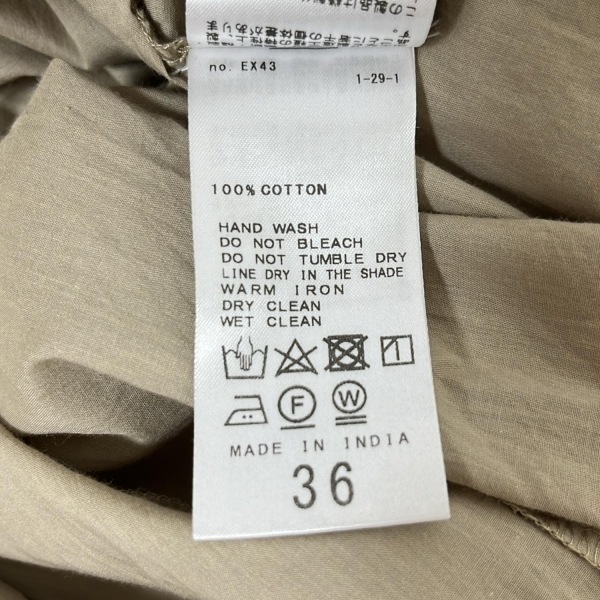 no. EX43
1-29-1
100% COTTON
HAND WASH
DO NOT BLEACH
DO NOT TUMBLE DRY
LINE DRY IN THE SHADE
WARM IRON
DRY CLEAN
WET CLEAN
F
W
MADE IN INDIA
36